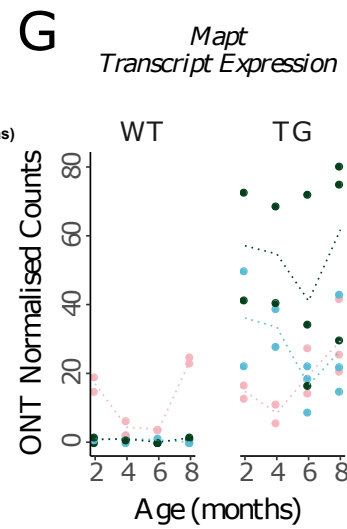 G
Mapt
Transcript Expression
ns)
WT TG
ONT Normalised Counts
80
60
40
20
0
2 4 6 8 2 4 6 8
Age (months)